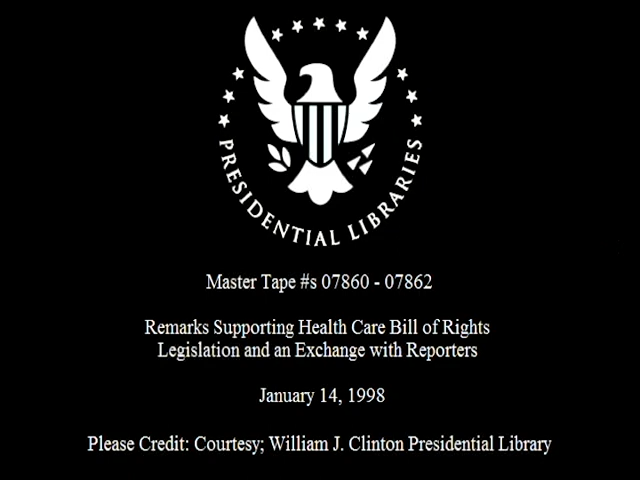 PRESIDENTIAL LIBRARIES
Master Tape #s 07860 - 07862
Remarks Supporting Health Care Bill of Rights
Legislation and an Exchange with Reporters
January 14, 1998
Please Credit: Courtesy; William J. Clinton Presidential Library